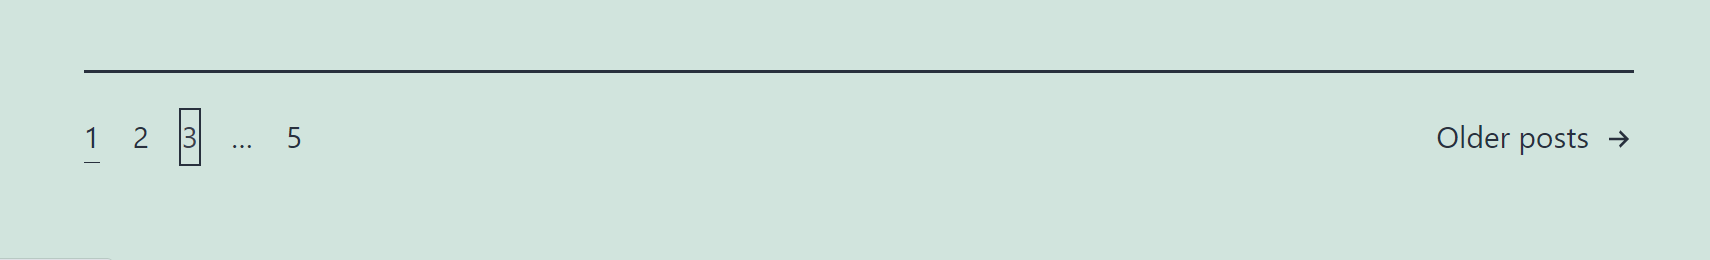 1 2 3 … 5 Older posts →